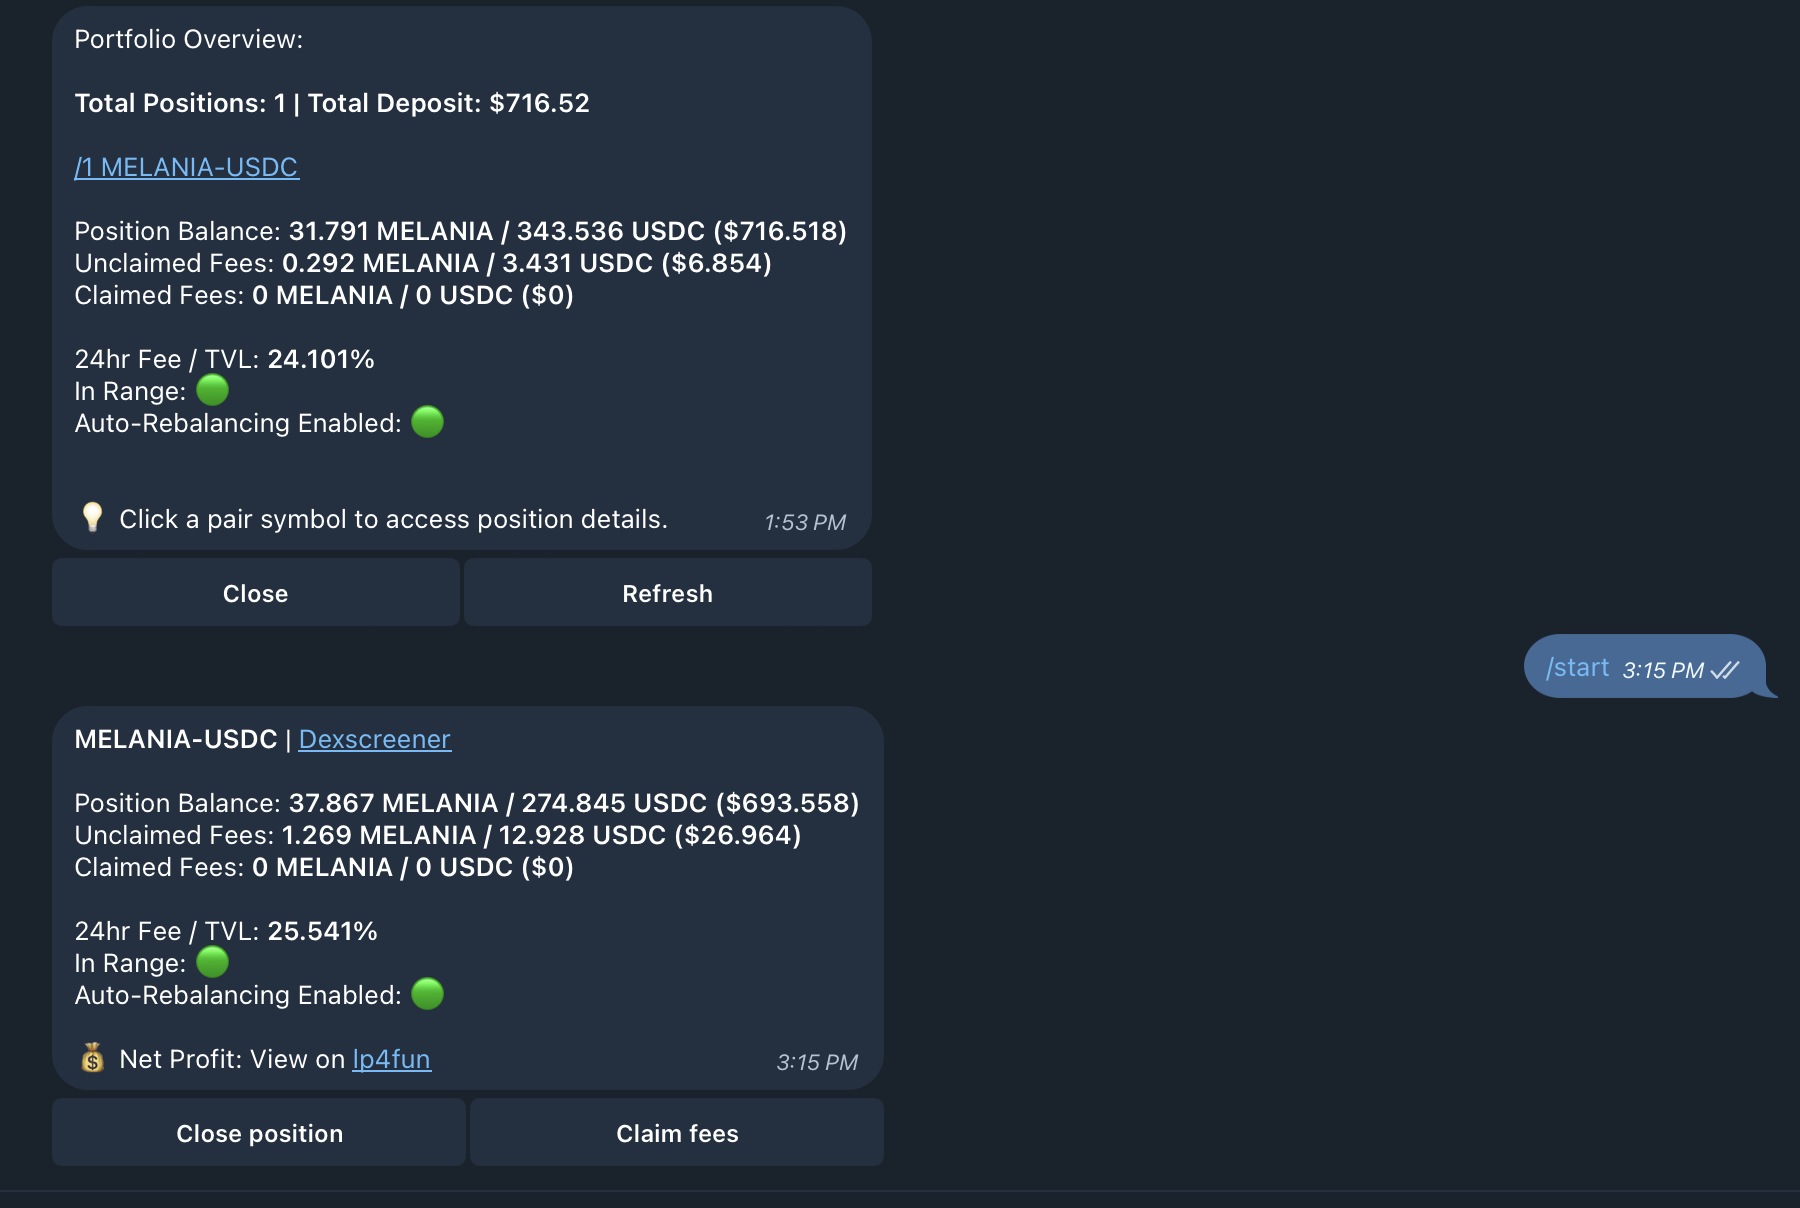 Portfolio Overview:
Total Positions: 1 | Total Deposit: $716.52
/1 MELANIA-USDC
Position Balance: 31.791 MELANIA / 343.536 USDC ($716.518)
Unclaimed Fees: 0.292 MELANIA / 3.431 USDC ($6.854)
Claimed Fees: 0 MELANIA / 0 USDC ($0)
24hr Fee / TVL: 24.101%
In Range:
Auto-Rebalancing Enabled:
Click a pair symbol to access position details. 1:53 PM
Close Refresh
/start 3:15 PM
MELANIA-USDC | Dexscreener
Position Balance: 37.867 MELANIA / 274.845 USDC ($693.558)
Unclaimed Fees: 1.269 MELANIA / 12.928 USDC ($26.964)
Claimed Fees: 0 MELANIA / 0 USDC ($0)
24hr Fee / TVL: 25.541%
In Range:
Auto-Rebalancing Enabled:
Net Profit: View on lp4fun 3:15 PM
Close position Claim fees